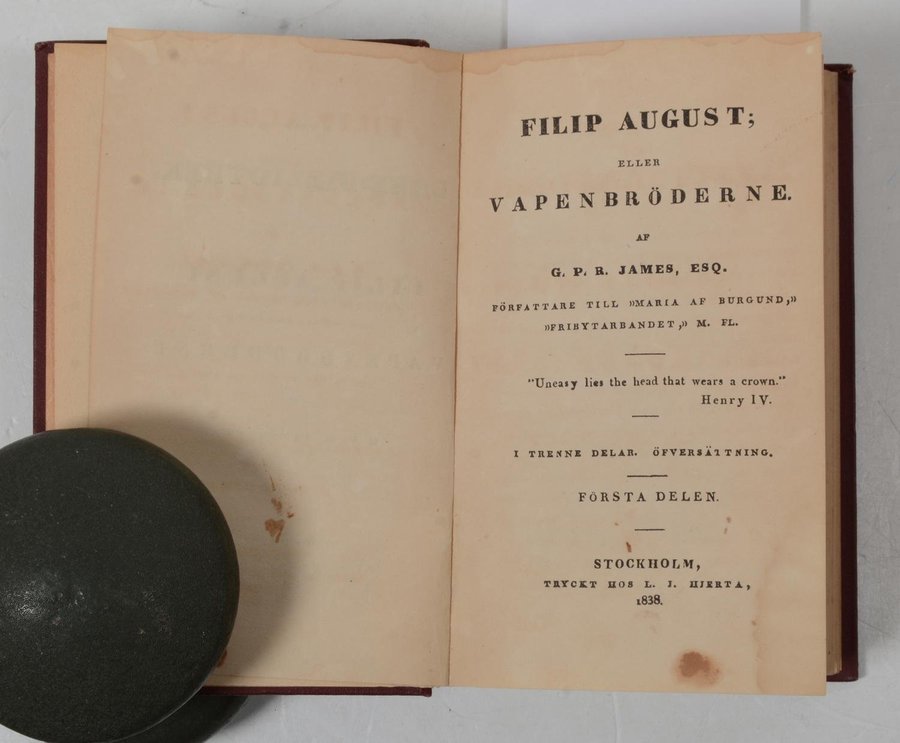 FILIP AUGUST;
ELLER
VAPENBRÖDERNE.
AF
G. P. R. JAMES, ESQ.
FÖRFATTARE TILL »MARIA AF BURGUND,»
»FRIBYTARBANDET,» M. FL.
"Uneasy lies the head that wears a crown."
Henry IV.
I TRENNE DELAR. ÖFVERSÄTTNING.
FÖRSTA DELEN.
STOCKHOLM,
TRYCKT HOS L. J. HJERTA,
1838.